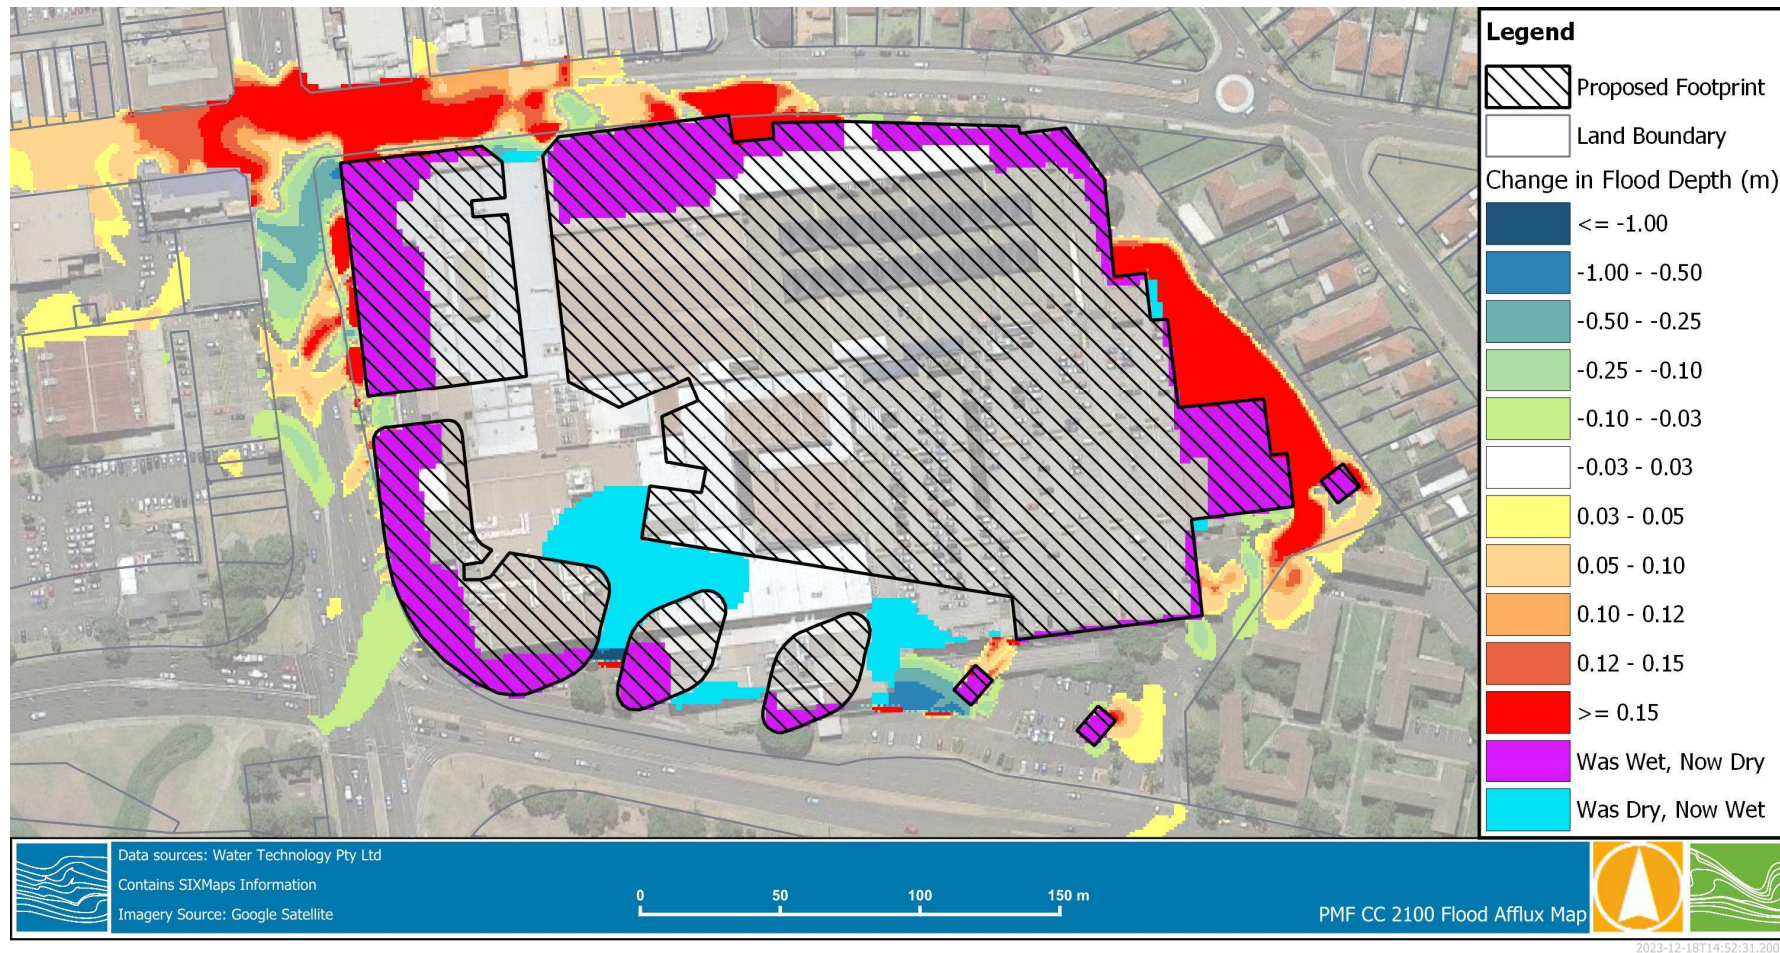 Legend
Proposed Footprint
Land Boundary
Change in Flood Depth (m)
<= -1.00
-1.00 - -0.50
-0.50 - -0.25
-0.25 - -0.10
-0.10 - -0.03
-0.03 - 0.03
0.03 - 0.05
0.05 - 0.10
0.10 - 0.12
0.12 - 0.15
>= 0.15
Was Wet, Now Dry
Was Dry, Now Wet
Data sources: Water Technology Pty Ltd
Contains SIXMaps Information
Imagery Source: Google Satellite
0 50 100 150 m
PMF CC 2100 Flood Afflux Map
2023-12-18T14:52:31.200